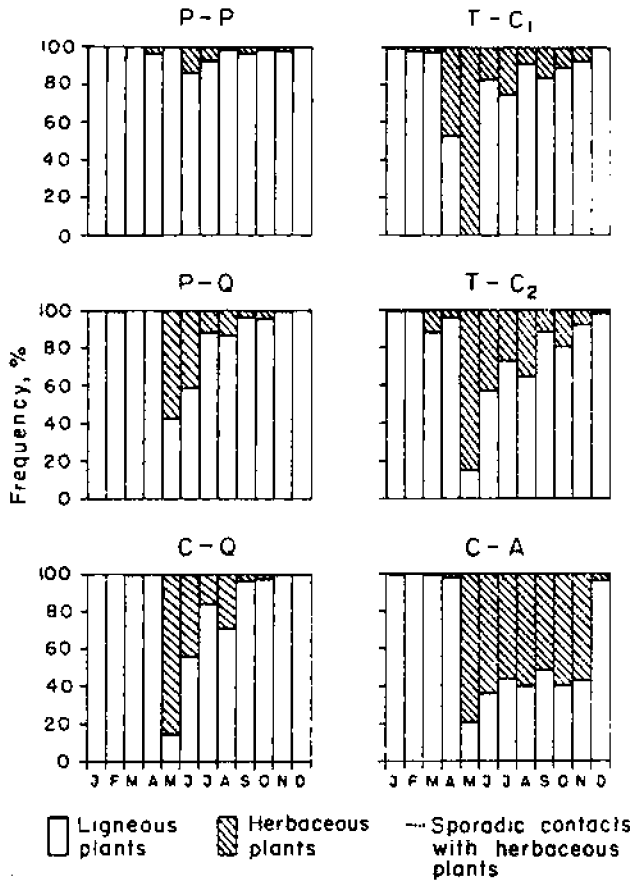 P - P
T - C₁
100
80
60
40
20
0
P - Q
T - C₂
100
80
60
40
20
0
Frequency, %
C - Q
C - A
100
80
60
40
20
0
J F M A M J J A S O N D
J F M A M J J A S O N D
Ligneous plants
Herbaceous plants
Sporadic contacts with herbaceous plants